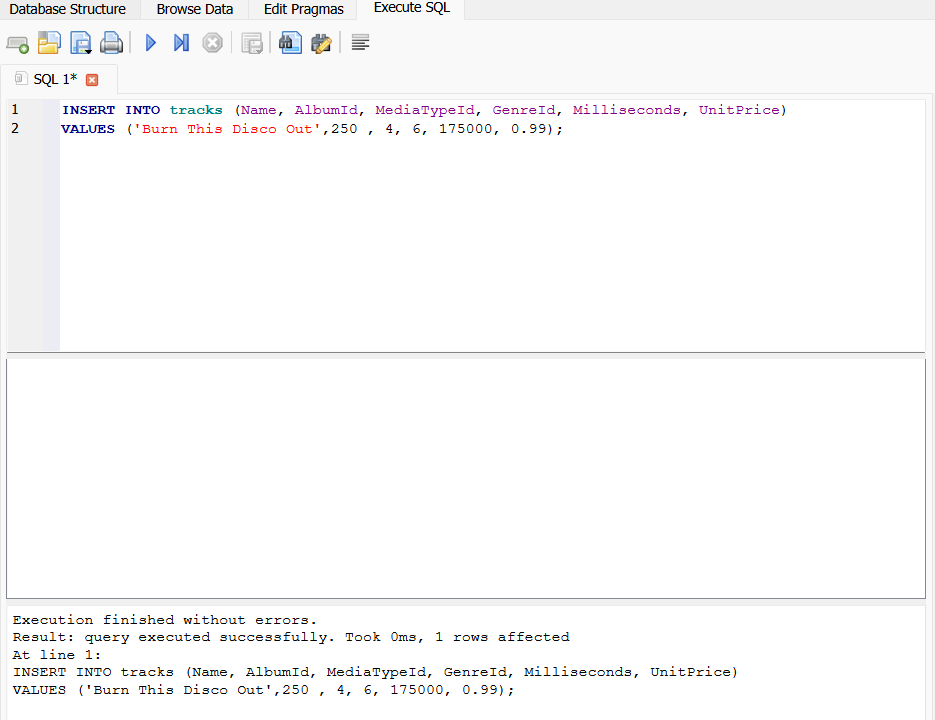 Database Structure Browse Data Edit Pragmas Execute SQL
SQL 1*
1 INSERT INTO tracks (Name, AlbumId, MediaTypeId, GenreId, Milliseconds, UnitPrice)
2 VALUES ('Burn This Disco Out',250 , 4, 6, 175000, 0.99);
Execution finished without errors.
Result: query executed successfully. Took 0ms, 1 rows affected
At line 1:
INSERT INTO tracks (Name, AlbumId, MediaTypeId, GenreId, Milliseconds, UnitPrice)
VALUES ('Burn This Disco Out',250 , 4, 6, 175000, 0.99);